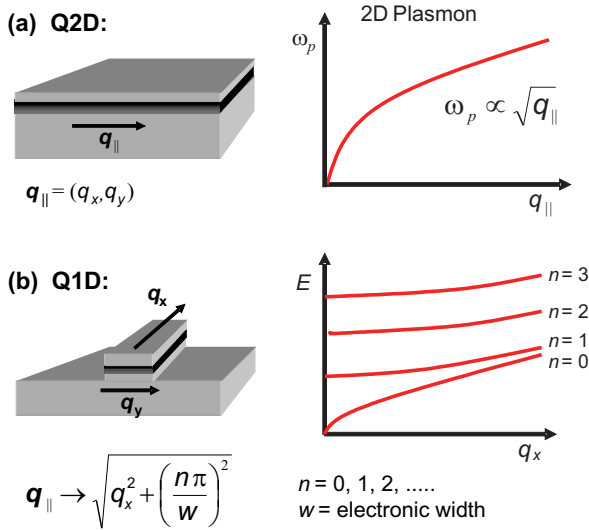 (a) Q2D:
q∥
q∥ = (qx,qy)
2D Plasmon
ωp
ωp ∝ √q∥
q∥
(b) Q1D:
qx
qy
q∥ → √(qx² + (nπ/w)²)
E
n = 3
n = 2
n = 1
n = 0
qx
n = 0, 1, 2, .....
w = electronic width